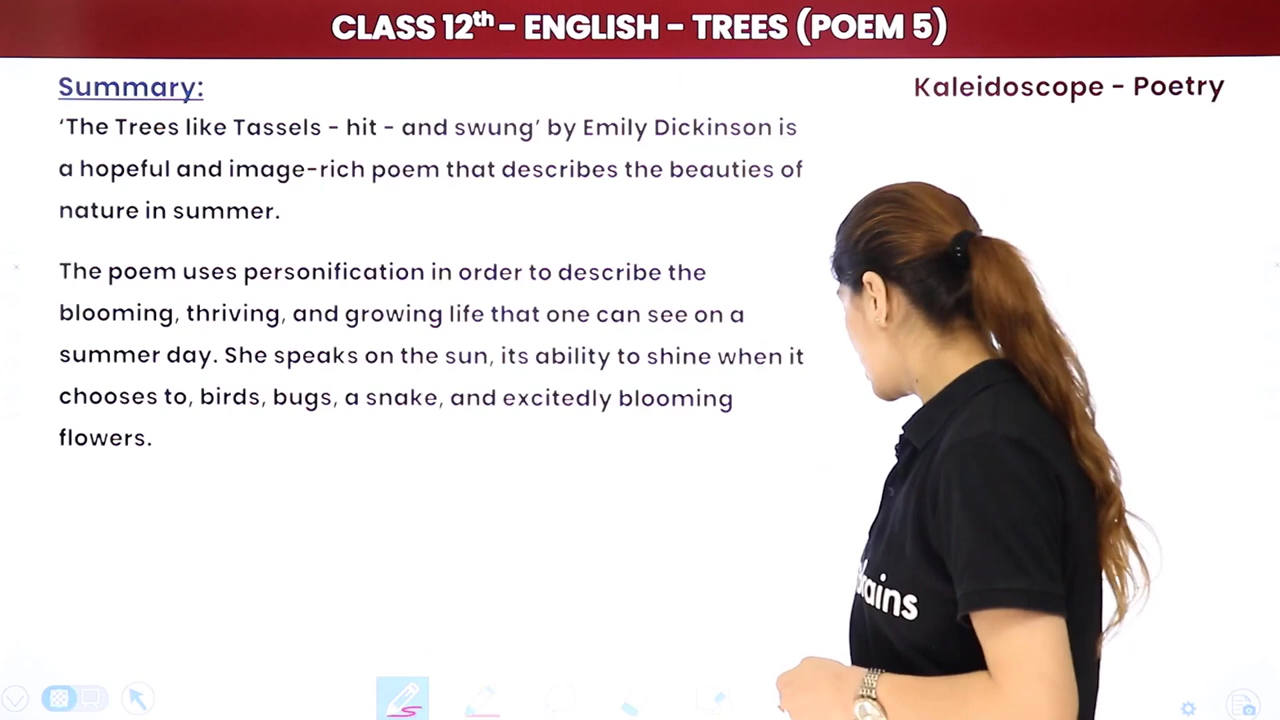 CLASS 12th - ENGLISH - TREES (POEM 5)
Summary:
Kaleidoscope - Poetry
‘The Trees like Tassels - hit - and swung’ by Emily Dickinson is
a hopeful and image-rich poem that describes the beauties of
nature in summer.
The poem uses personification in order to describe the
blooming, thriving, and growing life that one can see on a
summer day. She speaks on the sun, its ability to shine when it
chooses to, birds, bugs, a snake, and excitedly blooming
flowers.